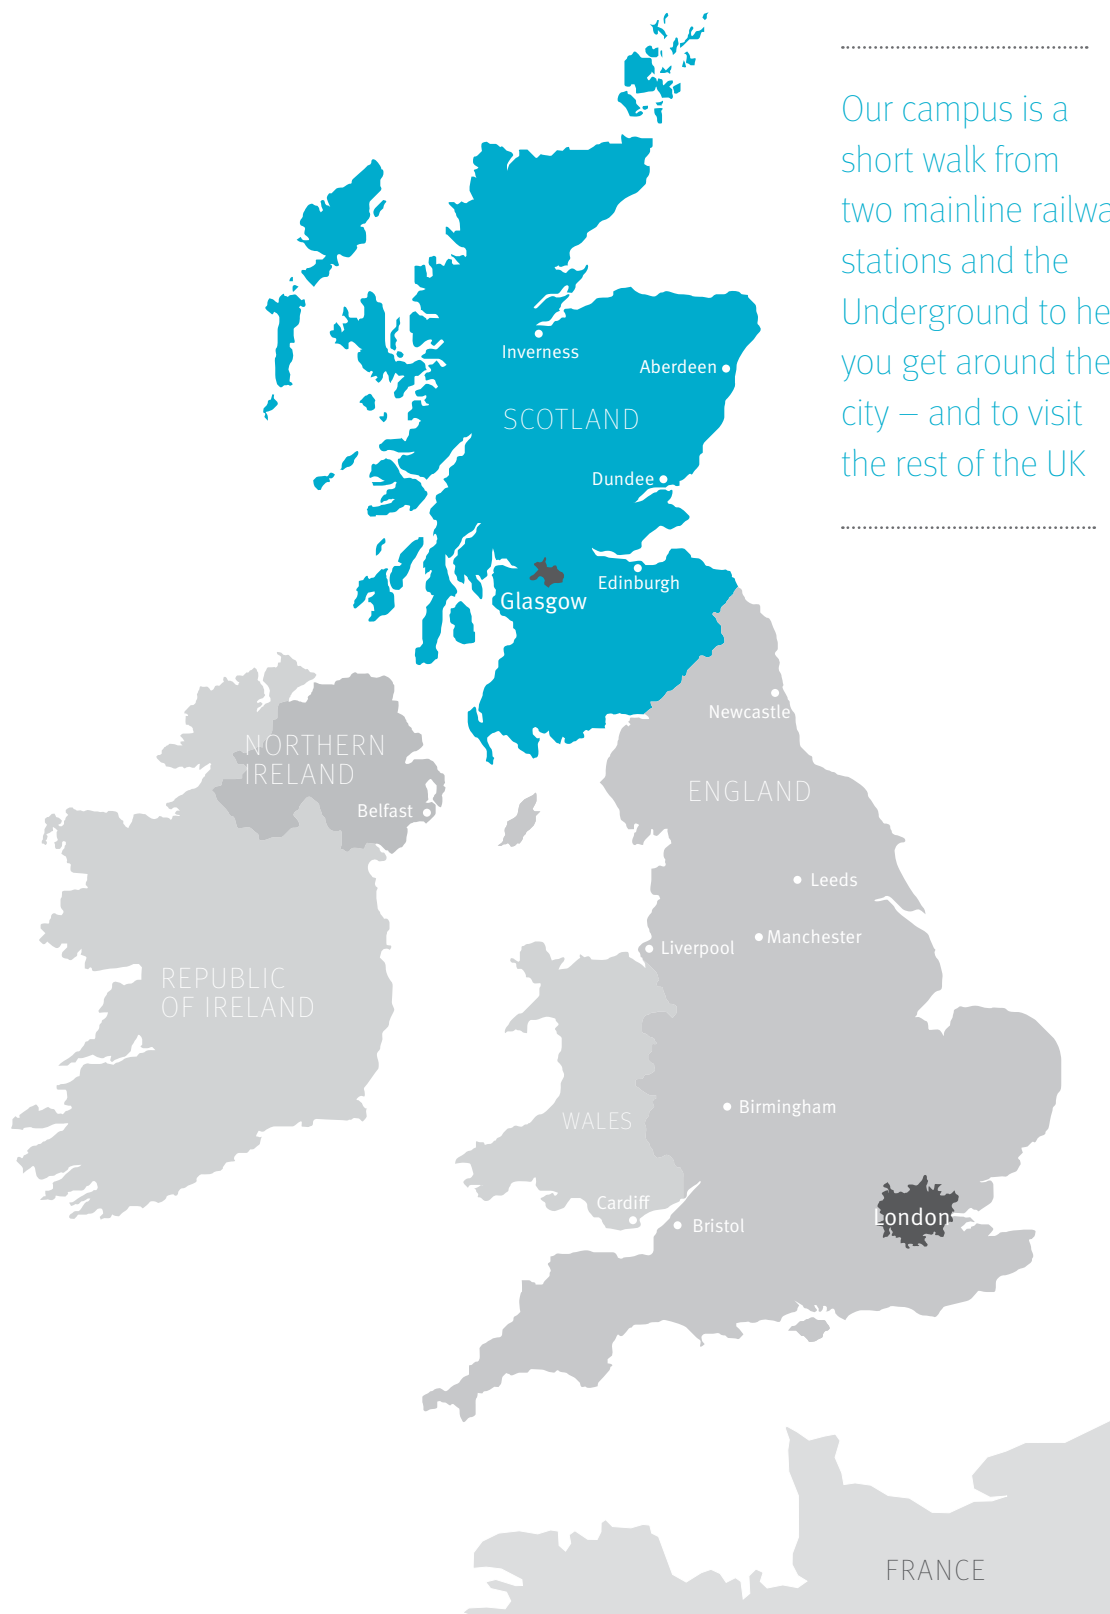 Our campus is a
short walk from
two mainline railwa
stations and the
Underground to he
you get around the
city – and to visit
the rest of the UK
Inverness
Aberdeen
SCOTLAND
Dundee
Edinburgh
Glasgow
Newcastle
NORTHERN
IRELAND
ENGLAND
Belfast
Leeds
Manchester
Liverpool
REPUBLIC
OF IRELAND
Birmingham
WALES
Cardiff
Bristol
London
FRANCE